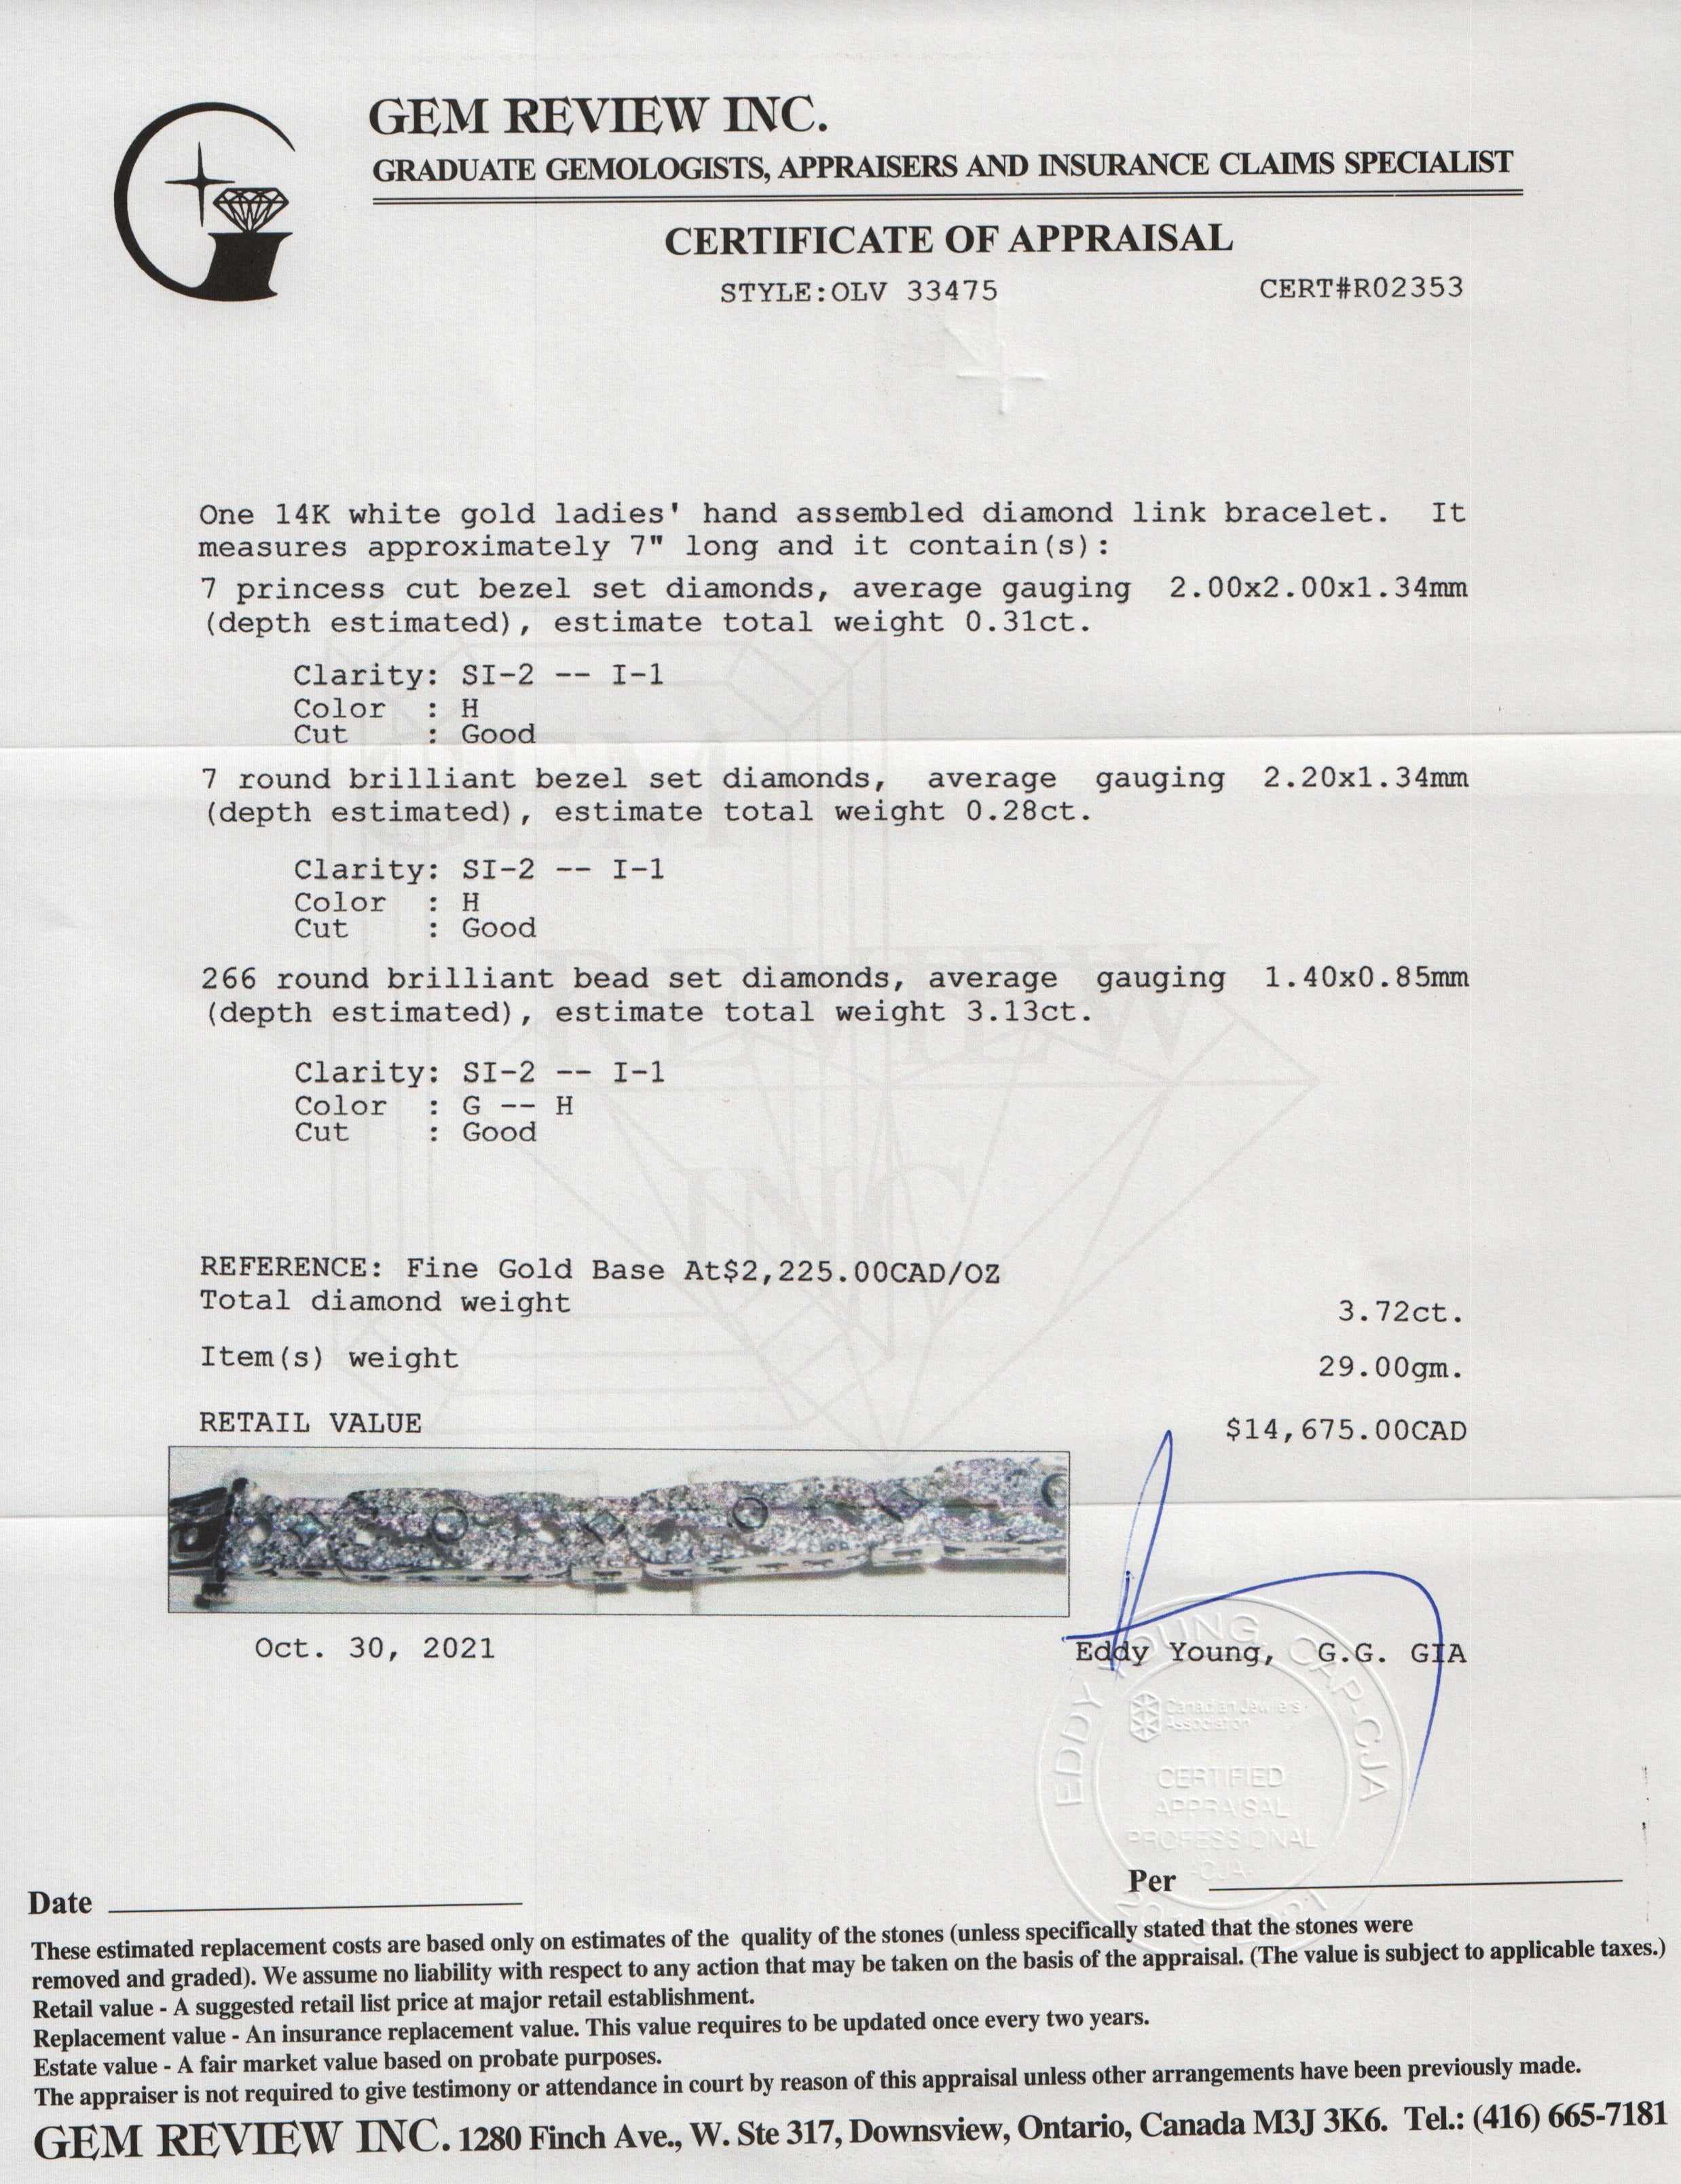 GEM REVIEW INC.
GRADUATE GEMOLOGISTS, APPRAISERS AND INSURANCE CLAIMS SPECIALIST
CERTIFICATE OF APPRAISAL
STYLE:OLV 33475 CERT#R02353
One 14K white gold ladies' hand assembled diamond link bracelet. It
measures approximately 7" long and it contain(s):
7 princess cut bezel set diamonds, average gauging 2.00x2.00x1.34mm
(depth estimated), estimate total weight 0.31ct.
Clarity: SI-2 -- I-1
Color : H
Cut : Good
7 round brilliant bezel set diamonds, average gauging 2.20x1.34mm
(depth estimated), estimate total weight 0.28ct.
Clarity: SI-2 -- I-1
Color : H
Cut : Good
266 round brilliant bead set diamonds, average gauging 1.40x0.85mm
(depth estimated), estimate total weight 3.13ct.
Clarity: SI-2 -- I-1
Color : G -- H
Cut : Good
GEM
REVIEW
INC
REFERENCE: Fine Gold Base At$2,225.00CAD/OZ
Total diamond weight 3.72ct.
Item(s) weight 29.00gm.
RETAIL VALUE $14,675.00CAD
Oct. 30, 2021
Eddy Young, G.G. GIA
EDDY YOUNG CAP-CJA
Canadian Jewellers
Association
CERTIFIED
APPRAISAL
PROFESSIONAL
CJA
Date
Per
These estimated replacement costs are based only on estimates of the quality of the stones (unless specifically stated that the stones were
removed and graded). We assume no liability with respect to any action that may be taken on the basis of the appraisal. (The value is subject to applicable taxes.)
Retail value - A suggested retail list price at major retail establishment.
Replacement value - An insurance replacement value. This value requires to be updated once every two years.
Estate value - A fair market value based on probate purposes.
The appraiser is not required to give testimony or attendance in court by reason of this appraisal unless other arrangements have been previously made.
GEM REVIEW INC. 1280 Finch Ave., W. Ste 317, Downsview, Ontario, Canada M3J 3K6. Tel.: (416) 665-7181